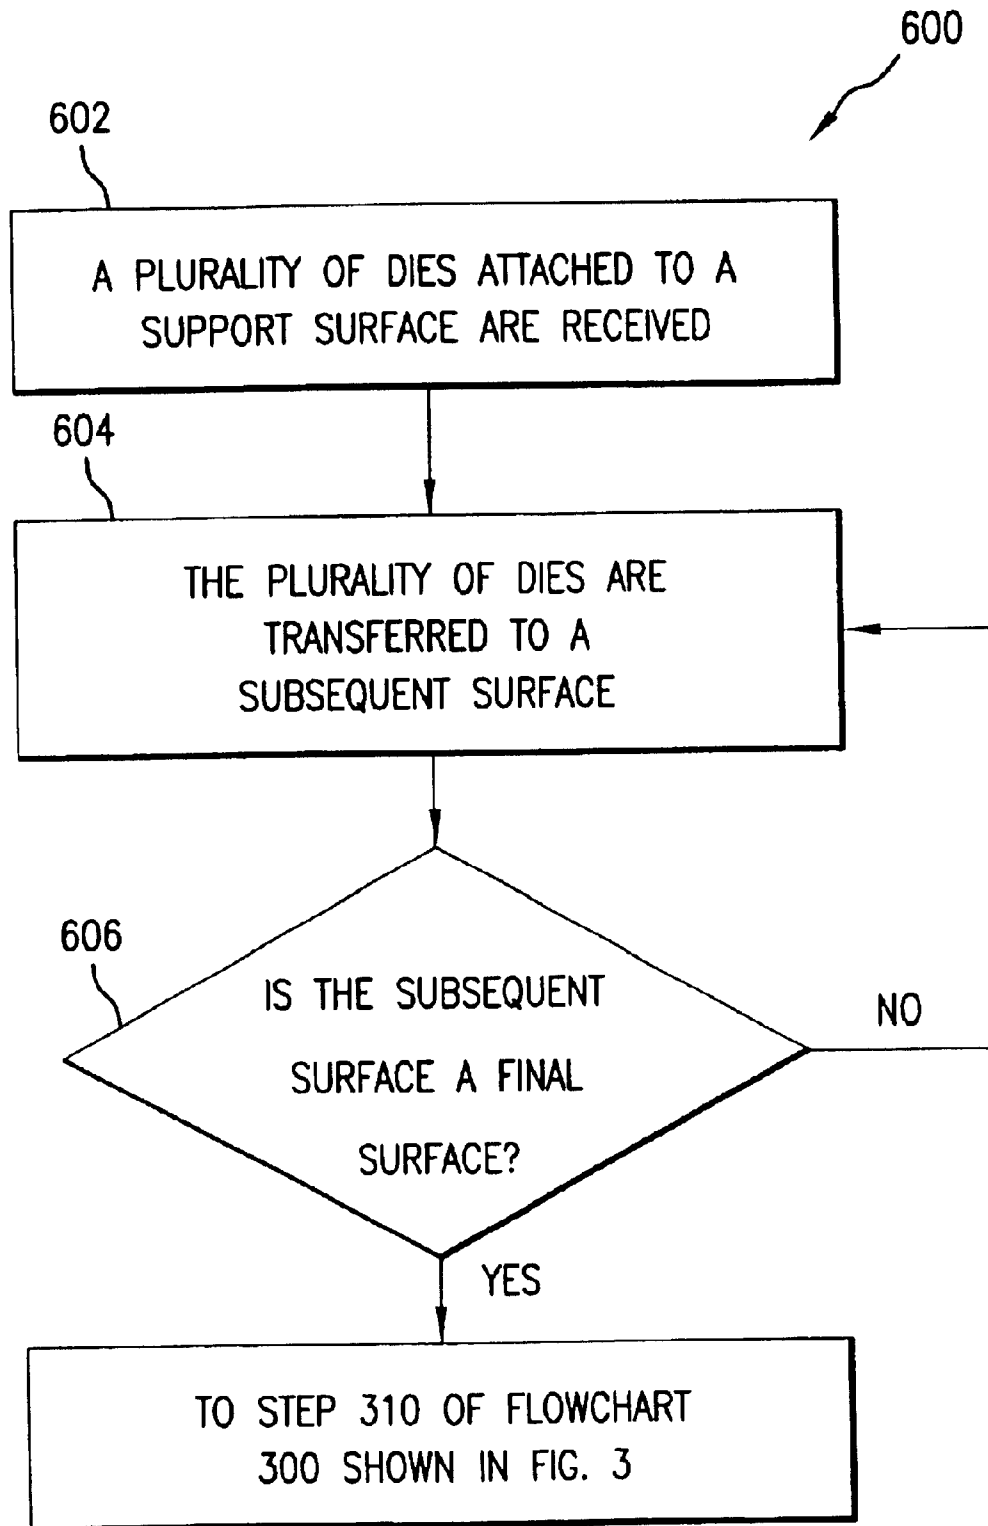 600
602
A PLURALITY OF DIES ATTACHED TO A
SUPPORT SURFACE ARE RECEIVED
604
THE PLURALITY OF DIES ARE
TRANSFERRED TO A
SUBSEQUENT SURFACE
606
IS THE SUBSEQUENT
SURFACE A FINAL
SURFACE?
NO
YES
TO STEP 310 OF FLOWCHART
300 SHOWN IN FIG. 3